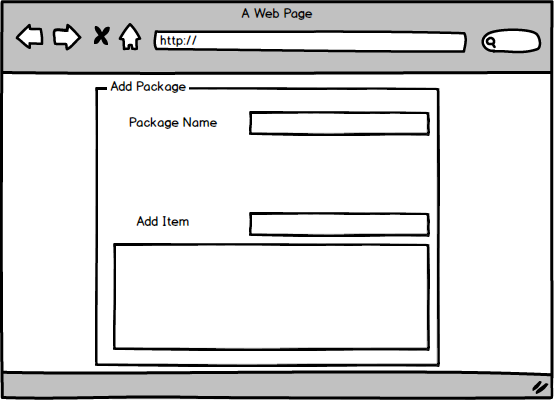 A Web Page
http://
Add Package
Package Name
Add Item